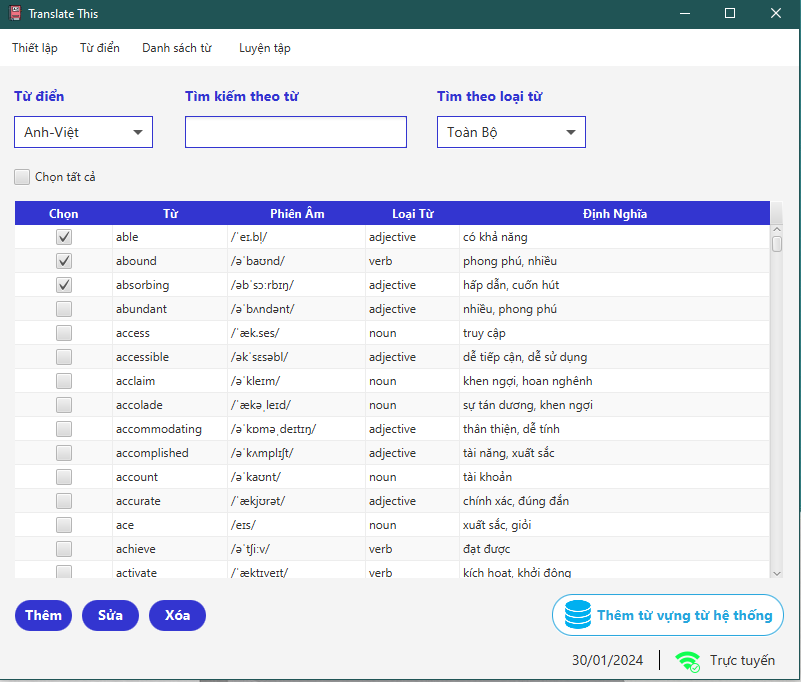 Translate This
Thiết lập Từ điển Danh sách từ Luyện tập
Từ điển Tìm kiếm theo từ Tìm theo loại từ
Anh-Việt Toàn Bộ
Chọn tất cả
Chọn Từ Phiên Âm Loại Từ Định Nghĩa
able /ˈeɪ.bl̩/ adjective có khả năng
abound /əˈbaʊnd/ verb phong phú, nhiều
absorbing /əbˈsɔːrbɪŋ/ adjective hấp dẫn, cuốn hút
abundant /əˈbʌndənt/ adjective nhiều, phong phú
access /ˈæk.ses/ noun truy cập
accessible /əkˈsɛsəbl/ adjective dễ tiếp cận, dễ sử dụng
acclaim /əˈkleɪm/ noun khen ngợi, hoan nghênh
accolade /ˈækəˌleɪd/ noun sự tán dương, khen ngợi
accommodating /əˈkɒməˌdeɪtɪŋ/ adjective thân thiện, dễ tính
accomplished /əˈkʌmplɪʃt/ adjective tài năng, xuất sắc
account /əˈkaʊnt/ noun tài khoản
accurate /ˈækjʊrət/ adjective chính xác, đúng đắn
ace /eɪs/ noun xuất sắc, giỏi
achieve /əˈtʃiːv/ verb đạt được
activate /ˈæktɪveɪt/ verb kích hoạt, khởi động
Thêm Sửa Xóa Thêm từ vựng từ hệ thống
30/01/2024 Trực tuyến